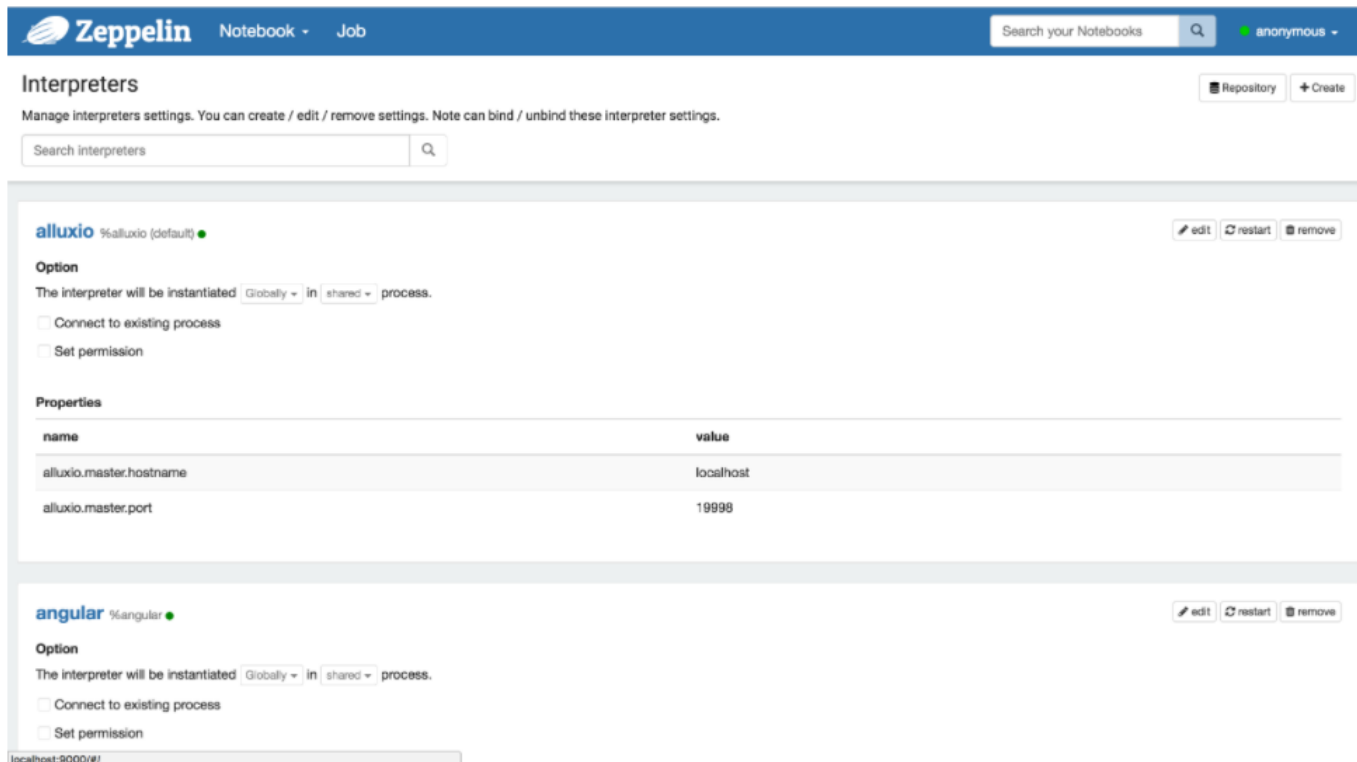 Zeppelin Notebook Job Search your Notebooks anonymous
Interpreters Repository + Create
Manage interpreters settings. You can create / edit / remove settings. Note can bind / unbind these interpreter settings.
Search interpreters
alluxio %alluxio (default) edit restart remove
Option
The interpreter will be instantiated Globally in shared process.
Connect to existing process
Set permission
Properties
name value
alluxio.master.hostname localhost
alluxio.master.port 19998
angular %angular edit restart remove
Option
The interpreter will be instantiated Globally in shared process.
Connect to existing process
Set permission
localhost:9000/#/